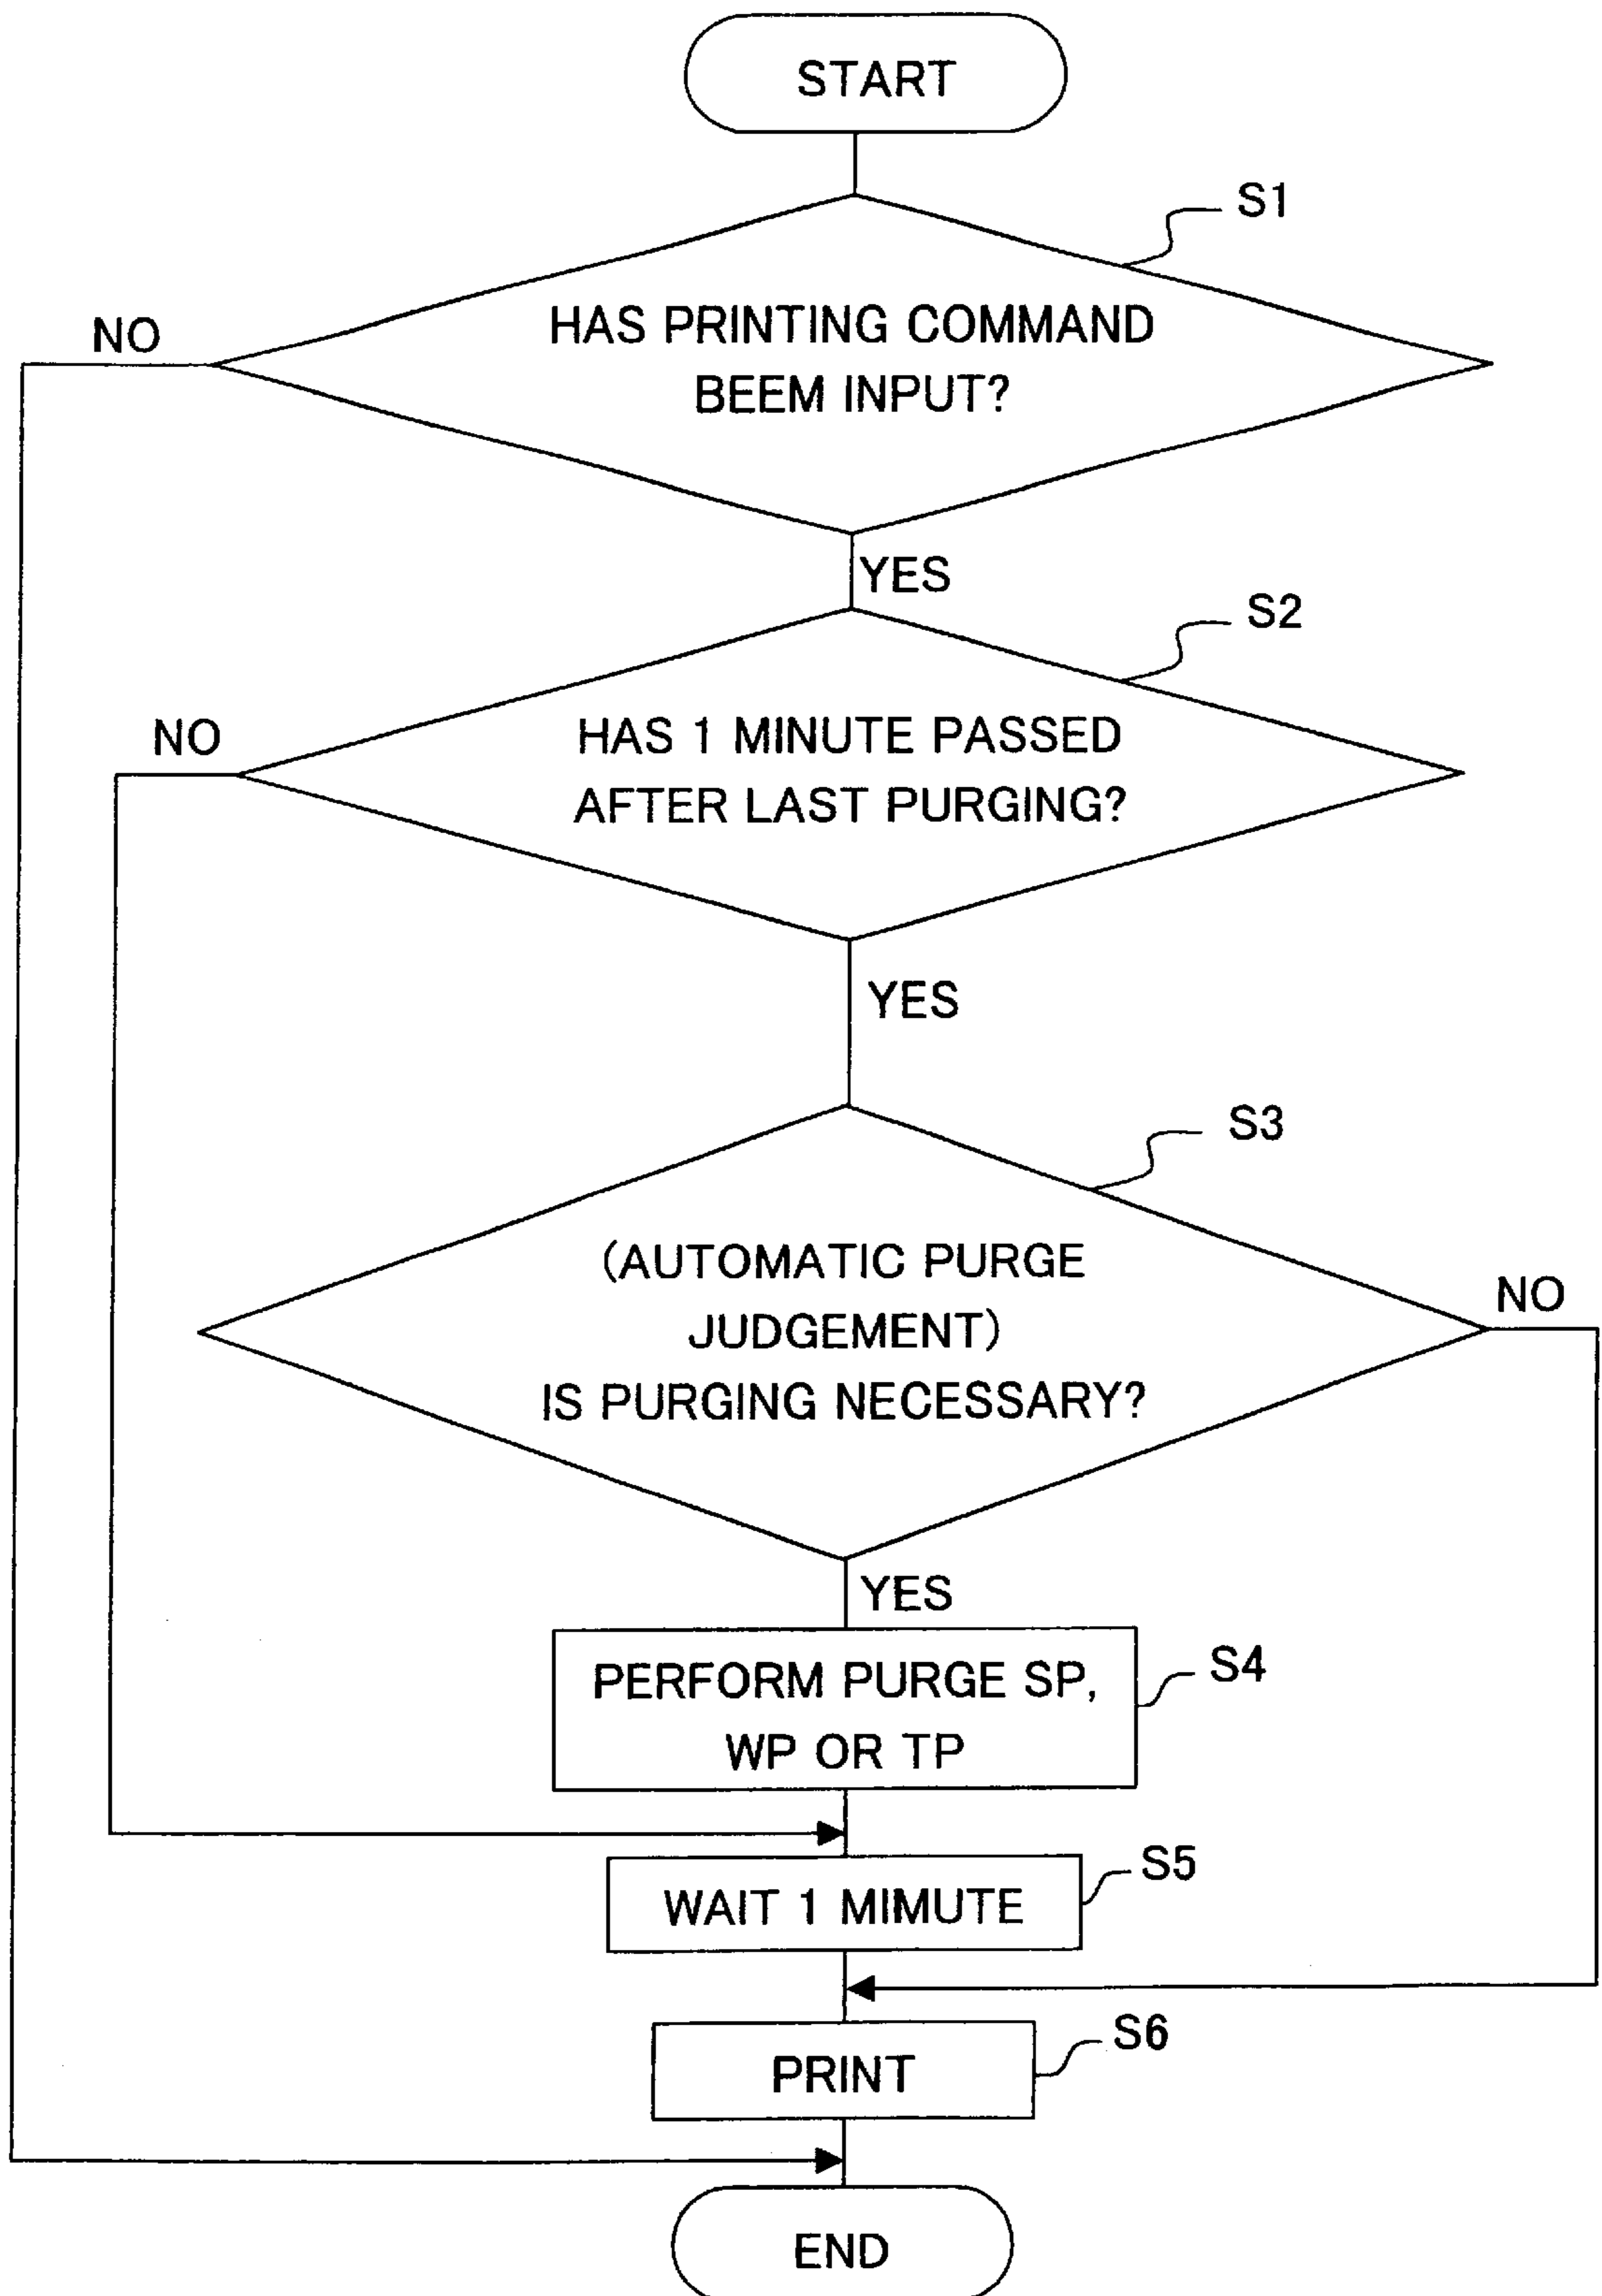 START
S1
HAS PRINTING COMMAND
BEEM INPUT?
NO
YES
S2
HAS 1 MINUTE PASSED
AFTER LAST PURGING?
NO
YES
S3
(AUTOMATIC PURGE
JUDGEMENT)
IS PURGING NECESSARY?
NO
YES
PERFORM PURGE SP,
WP OR TP
S4
WAIT 1 MIMUTE
S5
PRINT
S6
END